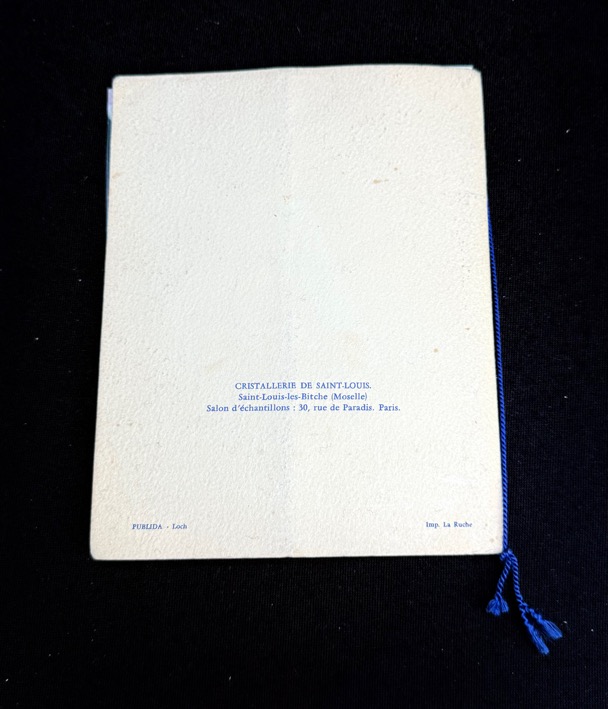 CRISTALLERIE DE SAINT-LOUIS.
Saint-Louis-les-Bitche (Moselle)
Salon d'échantillons : 30, rue de Paradis. Paris.
PUBLIDA - Loch
Imp. La Ruche